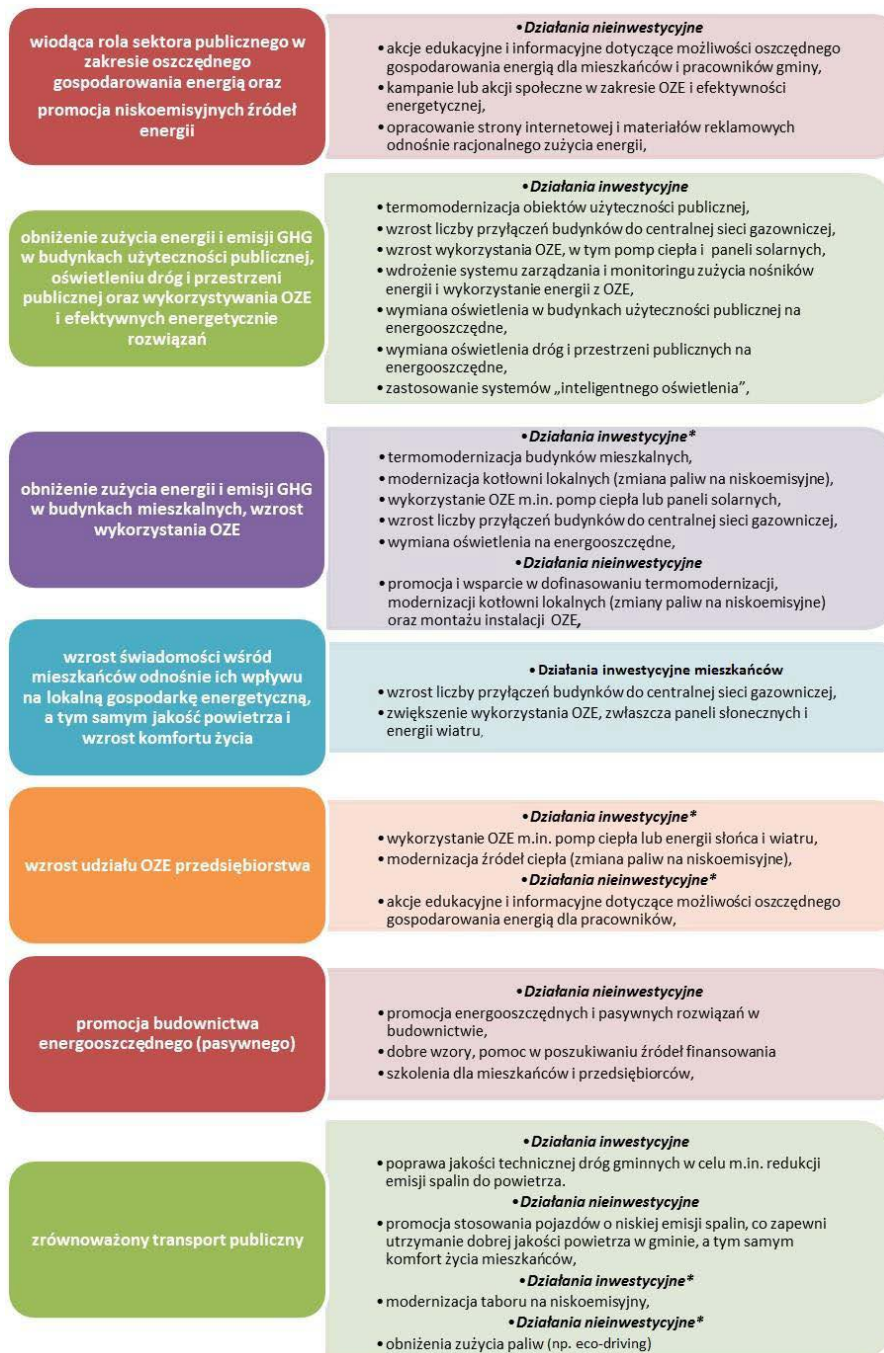 wiodąca rola sektora publicznego w
zakresie oszczędnego
gospodarowania energią oraz
promocja niskoemisyjnych źródeł
energii
•Działania nieinwestycyjne
•akcje edukacyjne i informacyjne dotyczące możliwości oszczędnego
gospodarowania energią dla mieszkańców i pracowników gminy,
•kampanie lub akcji społeczne w zakresie OZE i efektywności
energetycznej,
•opracowanie strony internetowej i materiałów reklamowych
odnośnie racjonalnego zużycia energii,
obniżenie zużycia energii i emisji GHG
w budynkach użyteczności publicznej,
oświetleniu dróg i przestrzeni
publicznej oraz wykorzystywania OZE
i efektywnych energetycznie
rozwiązań
•Działania inwestycyjne
•termomodernizacja obiektów użyteczności publicznej,
•wzrost liczby przyłączeń budynków do centralnej sieci gazowniczej,
•wzrost wykorzystania OZE, w tym pomp ciepła i paneli solarnych,
•wdrożenie systemu zarządzania i monitoringu zużycia nośników
energii i wykorzystanie energii z OZE,
•wymiana oświetlenia w budynkach użyteczności publicznej na
energooszczędne,
•wymiana oświetlenia dróg i przestrzeni publicznych na
energooszczędne,
•zastosowanie systemów „inteligentnego oświetlenia”,
obniżenie zużycia energii i emisji GHG
w budynkach mieszkalnych, wzrost
wykorzystania OZE
•Działania inwestycyjne*
•termomodernizacja budynków mieszkalnych,
•modernizacja kotłowni lokalnych (zmiana paliw na niskoemisyjne),
•wykorzystanie OZE m.in. pomp ciepła lub paneli solarnych,
•wzrost liczby przyłączeń budynków do centralnej sieci gazowniczej,
•wymiana oświetlenia na energooszczędne,
•Działania nieinwestycyjne
•promocja i wsparcie w dofinasowaniu termomodernizacji,
modernizacji kotłowni lokalnych (zmiany paliw na niskoemisyjne)
oraz montażu instalacji OZE,
wzrost świadomości wśród
mieszkańców odnośnie ich wpływu
na lokalną gospodarkę energetyczną,
a tym samym jakość powietrza i
wzrost komfortu życia
•Działania inwestycyjne mieszkańców
•wzrost liczby przyłączeń budynków do centralnej sieci gazowniczej,
•zwiększenie wykorzystania OZE, zwłaszcza paneli słonecznych i
energii wiatru,
wzrost udziału OZE przedsiębiorstwa
•Działania inwestycyjne*
•wykorzystanie OZE m.in. pomp ciepła lub energii słońca i wiatru,
•modernizacja źródeł ciepła (zmiana paliw na niskoemisyjne),
•Działania nieinwestycyjne*
•akcje edukacyjne i informacyjne dotyczące możliwości oszczędnego
gospodarowania energią dla pracowników,
promocja budownictwa
energooszczędnego (pasywnego)
•Działania nieinwestycyjne
•promocja energooszczędnych i pasywnych rozwiązań w
budownictwie,
•dobre wzory, pomoc w poszukiwaniu źródeł finansowania
•szkolenia dla mieszkańców i przedsiębiorców,
zrównoważony transport publiczny
•Działania inwestycyjne
•poprawa jakości technicznej dróg gminnych w celu m.in. redukcji
emisji spalin do powietrza.
•Działania nieinwestycyjne
•promocja stosowania pojazdów o niskiej emisji spalin, co zapewni
utrzymanie dobrej jakości powietrza w gminie, a tym samym
komfort życia mieszkańców,
•Działania inwestycyjne*
•modernizacja taboru na niskoemisyjny,
•Działania nieinwestycyjne*
•obniżenia zużycia paliw (np. eco-driving)